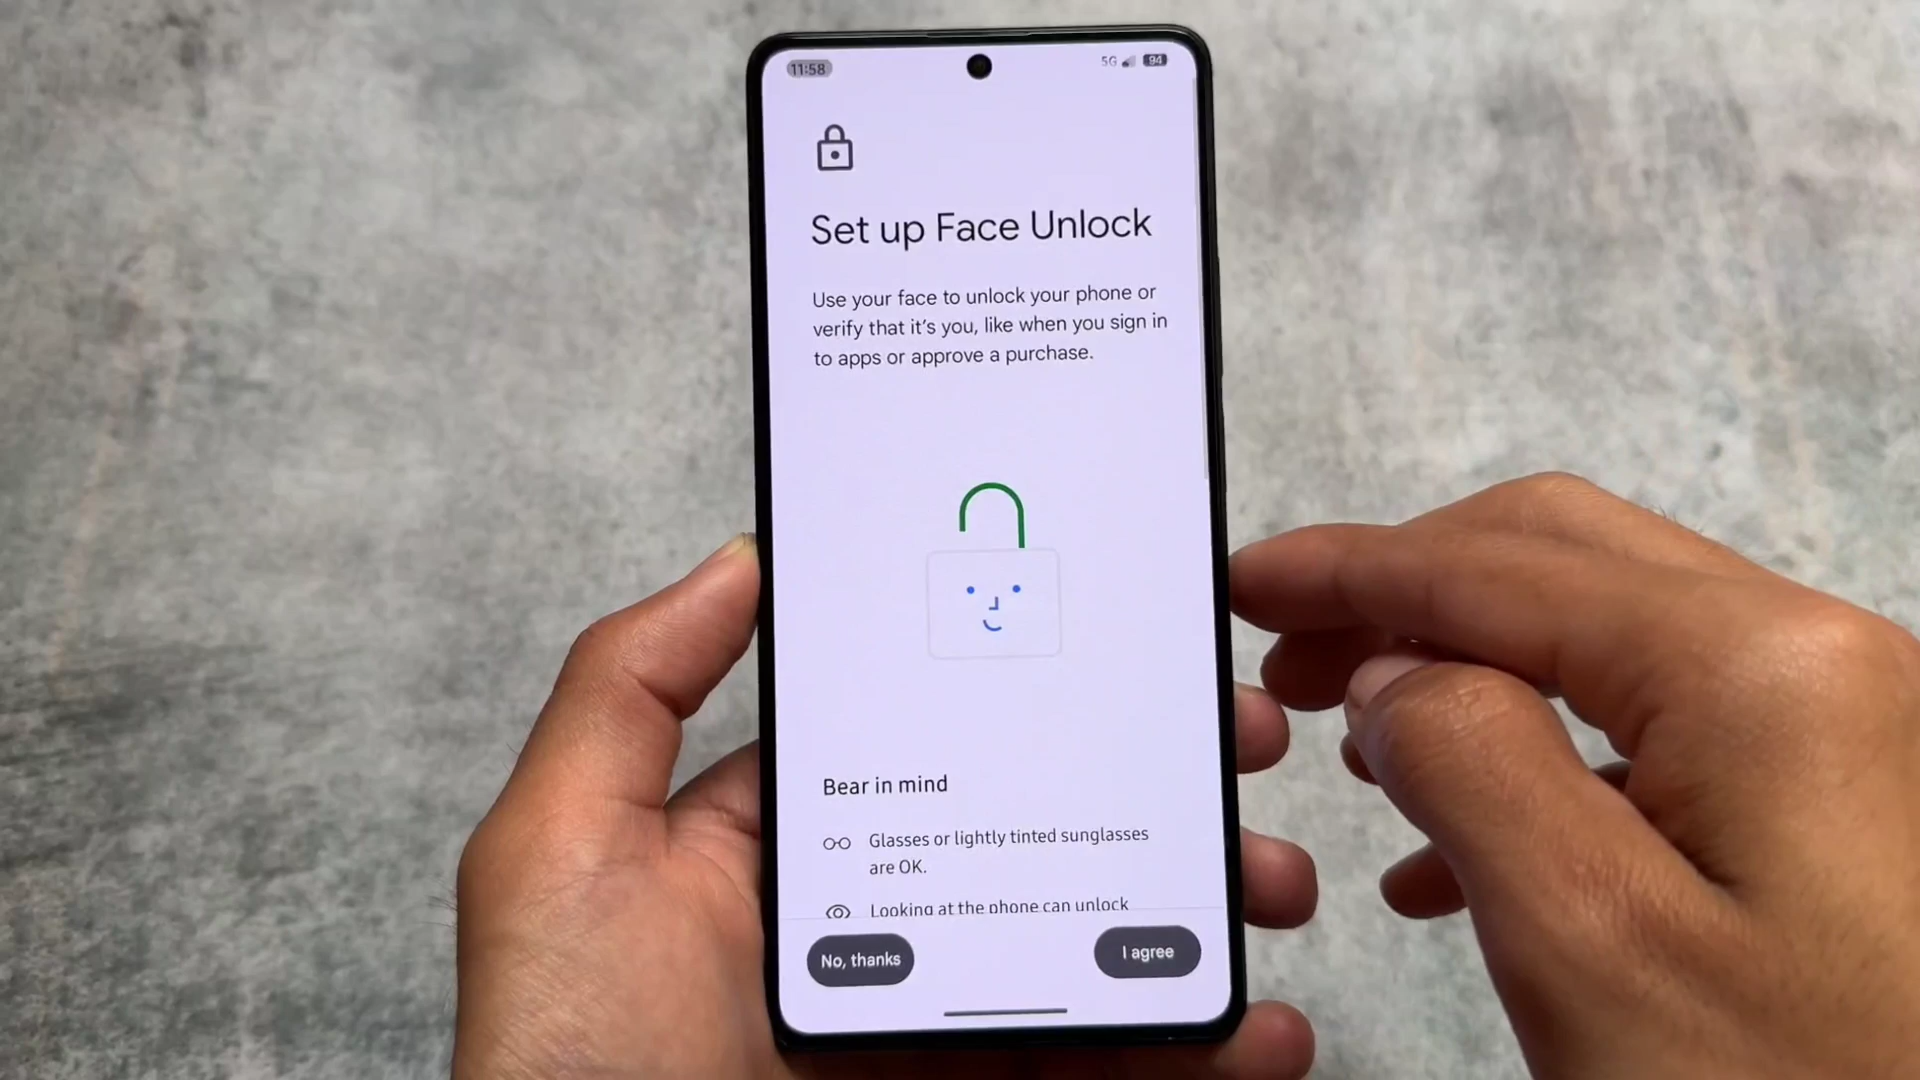 11:58
5G
94
Set up Face Unlock
Use your face to unlock your phone or
verify that it's you, like when you sign in
to apps or approve a purchase.
Bear in mind
Glasses or lightly tinted sunglasses
are OK.
Looking at the phone can unlock
No, thanks
I agree